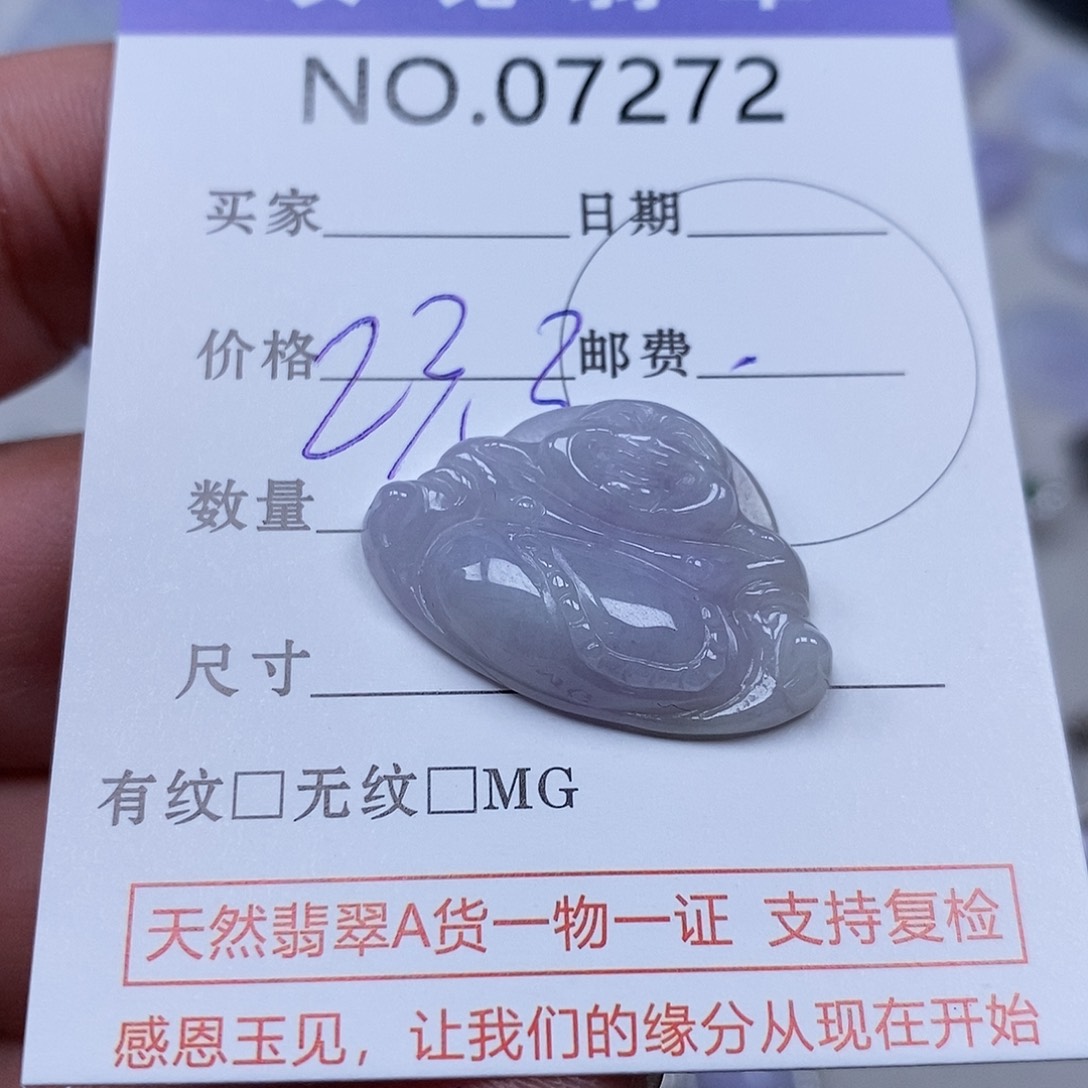 NO.07272
买家 日期
价格 邮费
数量
尺寸
有纹□无纹□MG
天然翡翠A货一物一证 支持复检
感恩玉见,让我们的缘分从现在开始